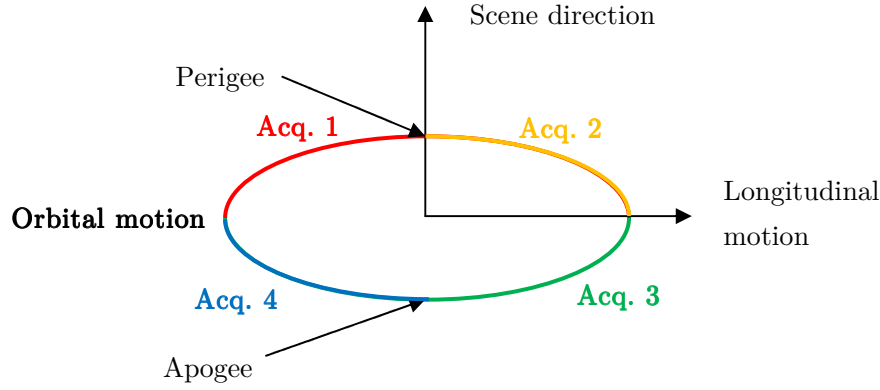 Scene direction
Perigee
Acq. 1
Acq. 2
Longitudinal
motion
Orbital motion
Acq. 4
Acq. 3
Apogee